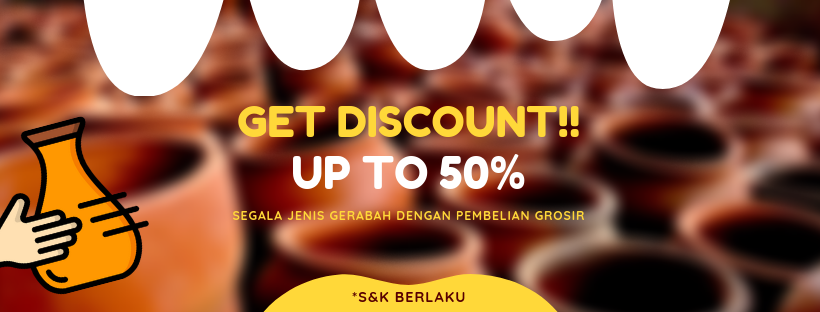 GET DISCOUNT!!
UP TO 50%
SEGALA JENIS GERABAH DENGAN PEMBELIAN GROSIR
*S&K BERLAKU